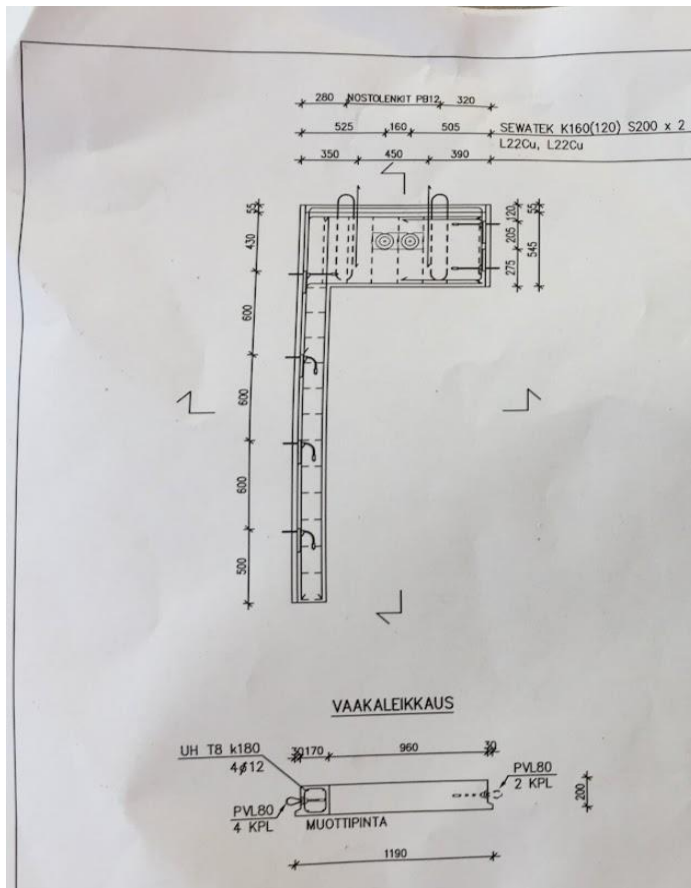 280 NOSTOLENKIT PB12 320
525 160 505 SEWATEK K160(120) S200 x 2
L22Cu, L22Cu
350 450 390
55
430
600
600
600
500
120
205
275
55
545
VAAKALEIKKAUS
UH T8 k180
4ø12
30 170 960 30
PVL80
2 KPL
200
PVL80
4 KPL
MUOTTIPINTA
1190